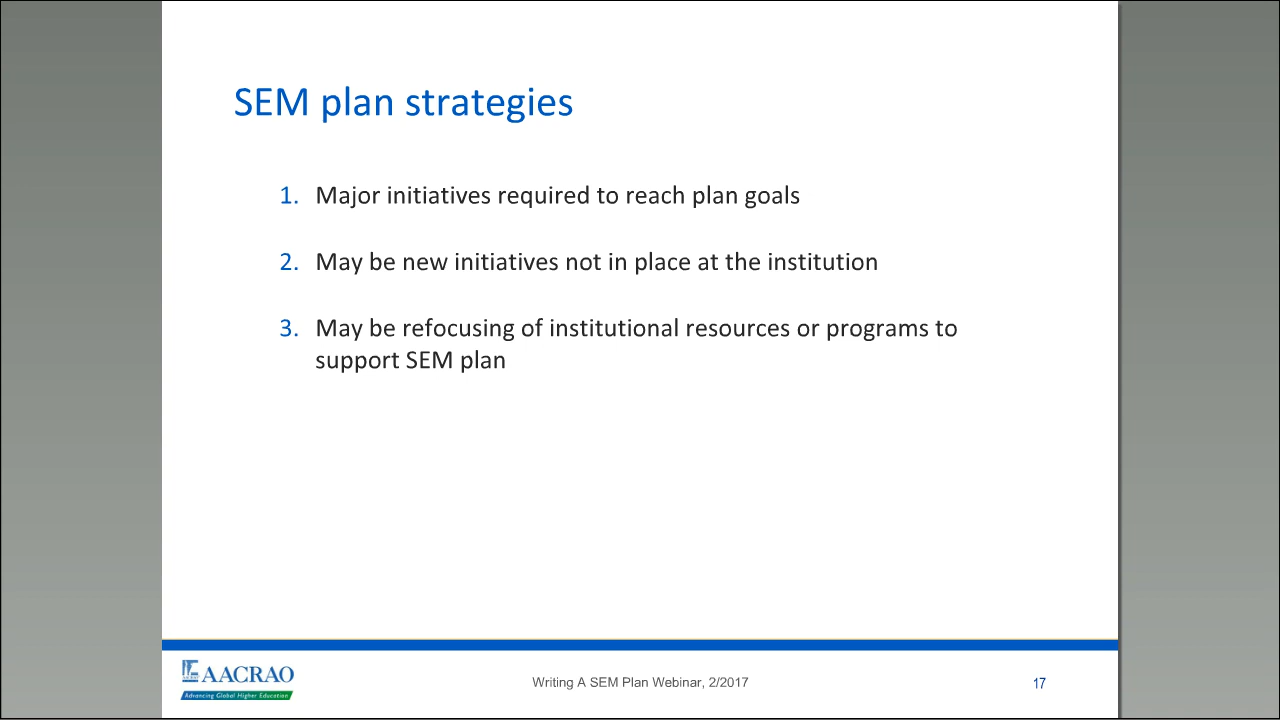 SEM plan strategies
1. Major initiatives required to reach plan goals
2. May be new initiatives not in place at the institution
3. May be refocusing of institutional resources or programs to
support SEM plan
AACRAO
Advancing Global Higher Education
Writing A SEM Plan Webinar, 2/2017
17